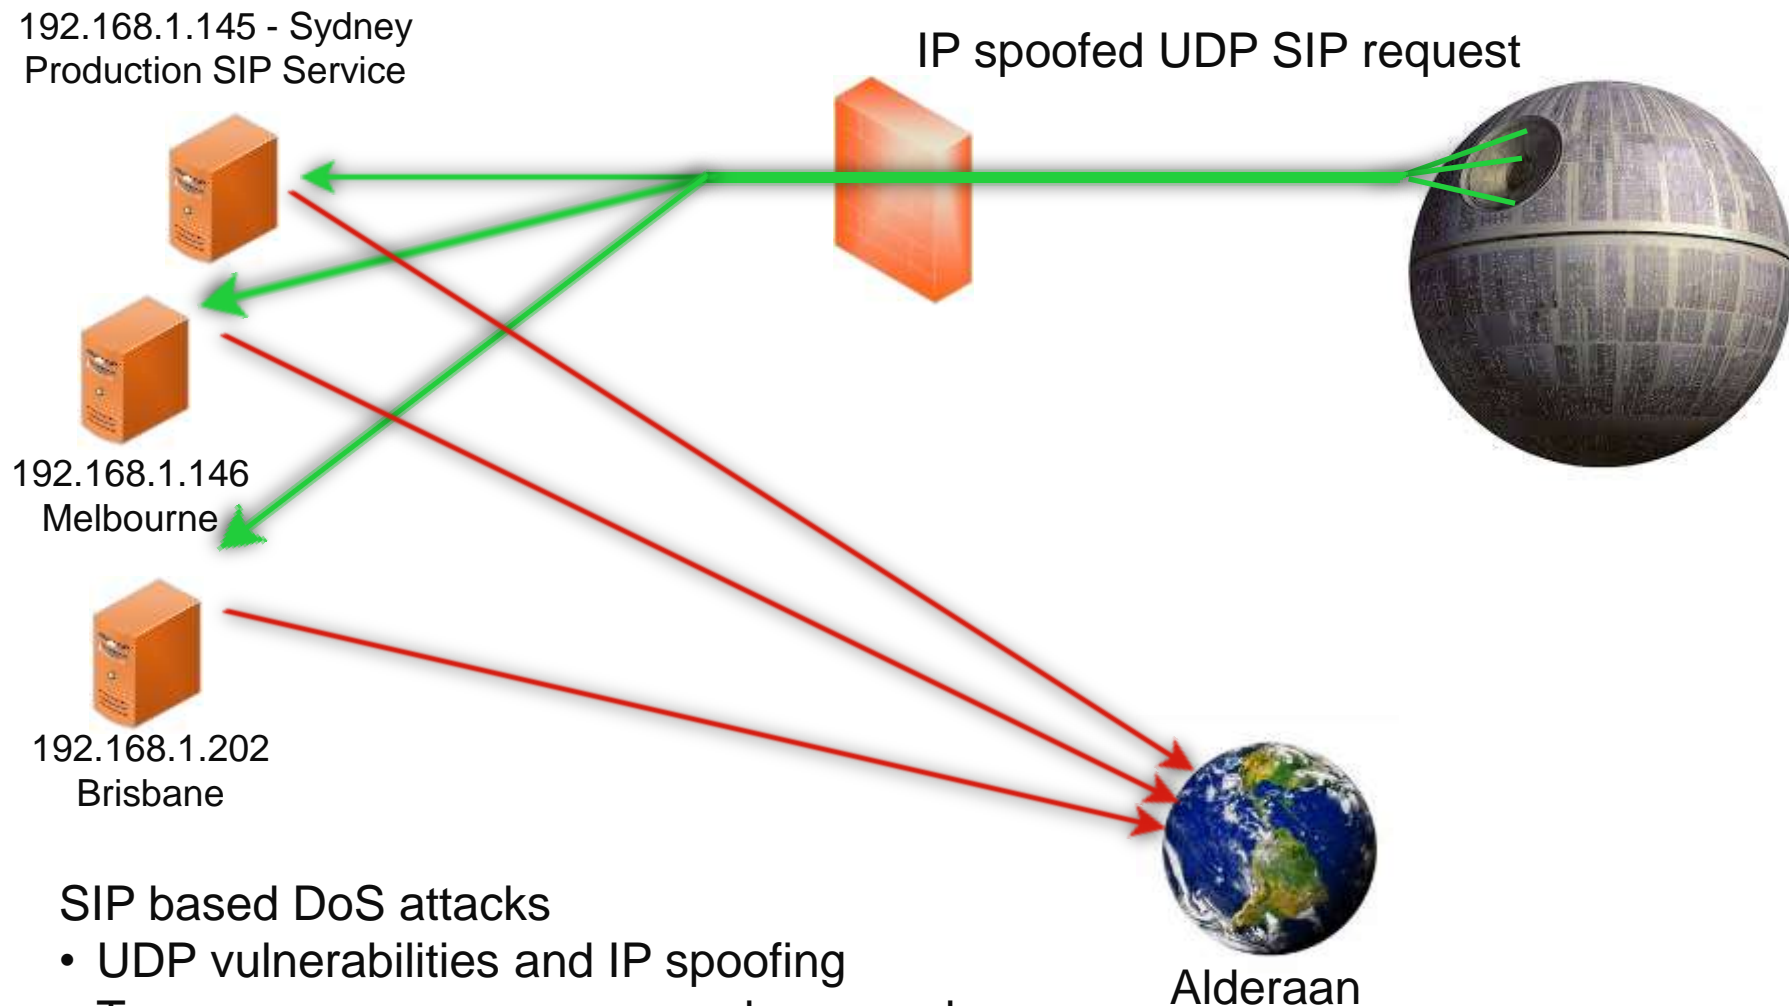 192.168.1.145 - Sydney
Production SIP Service
IP spoofed UDP SIP request
192.168.1.146
Melbourne
192.168.1.202
Brisbane
SIP based DoS attacks
• UDP vulnerabilities and IP spoofing
Alderaan